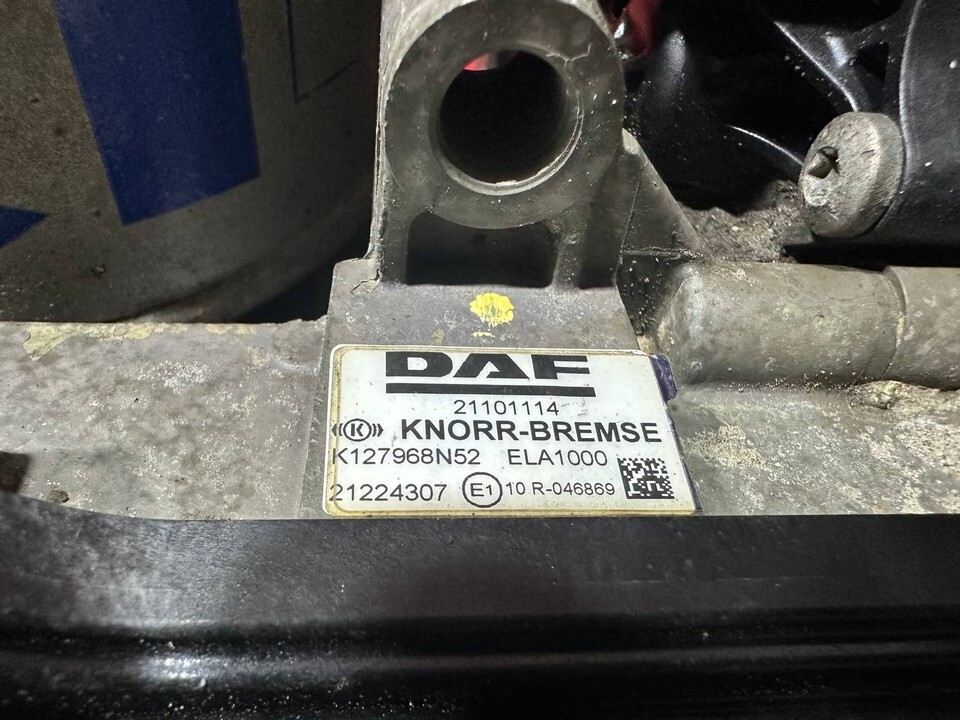 DAF
21101114
KNORR-BREMSE
K127968N52 ELA1000
21224307 E1 10 R-046869